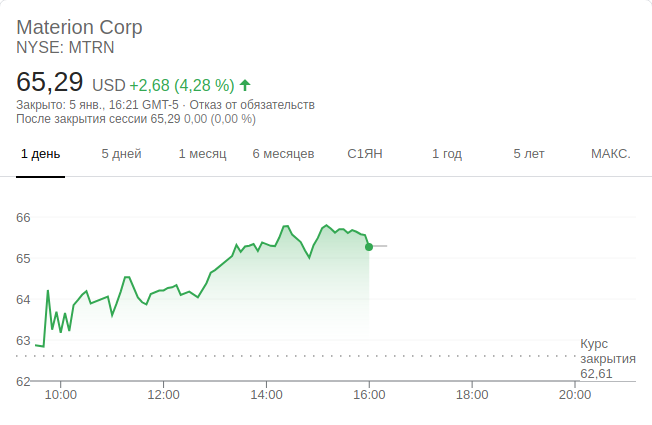 Materion Corp
NYSE: MTRN
65,29 USD +2,68 (4,28 %)
Закрыто: 5 янв., 16:21 GMT-5 · Отказ от обязательств
После закрытия сессии 65,29 0,00 (0,00 %)
1 день 5 дней 1 месяц 6 месяцев С1ЯН 1 год 5 лет МАКС.
66
65
64
63
Курс
закрытия
62,61
62
10:00 12:00 14:00 16:00 18:00 20:00